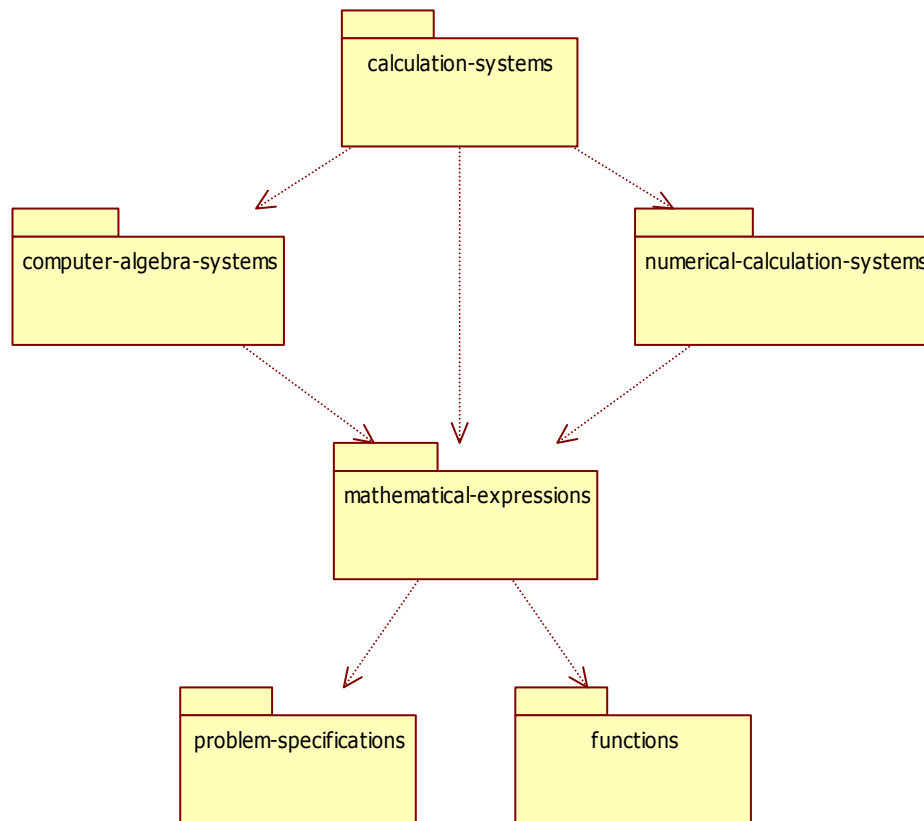 calculation-systems
computer-algebra-systems
numerical-calculation-systems
mathematical-expressions
problem-specifications
functions